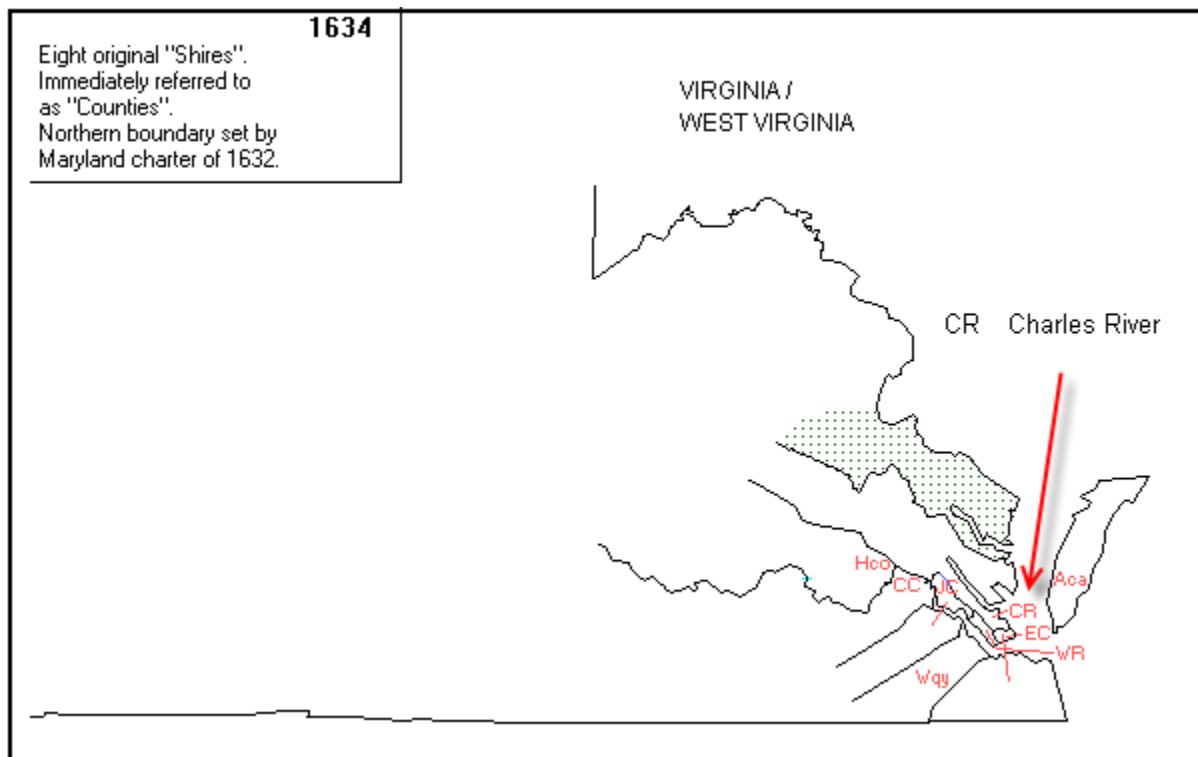 1634
Eight original "Shires".
Immediately referred to
as "Counties".
Northern boundary set by
Maryland charter of 1632.
VIRGINIA /
WEST VIRGINIA
CR Charles River
Hco
CC
JC
Aca
CR
EC
WR
Wqy